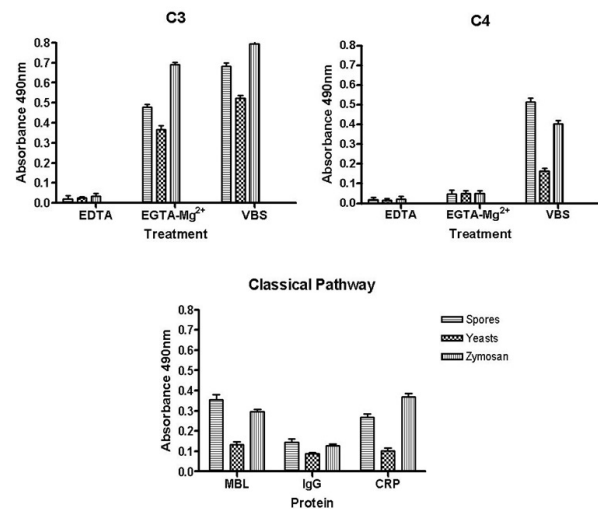 C3
Absorbance 490nm
0.8
0.7
0.6
0.5
0.4
0.3
0.2
0.1
0.0
EDTA EGTA-Mg²⁺ VBS
Treatment
C4
Absorbance 490nm
0.8
0.7
0.6
0.5
0.4
0.3
0.2
0.1
0.0
EDTA EGTA-Mg²⁺ VBS
Treatment
Classical Pathway
Absorbance 490nm
0.8
0.7
0.6
0.5
0.4
0.3
0.2
0.1
0.0
MBL IgG CRP
Protein
Spores
Yeasts
Zymosan